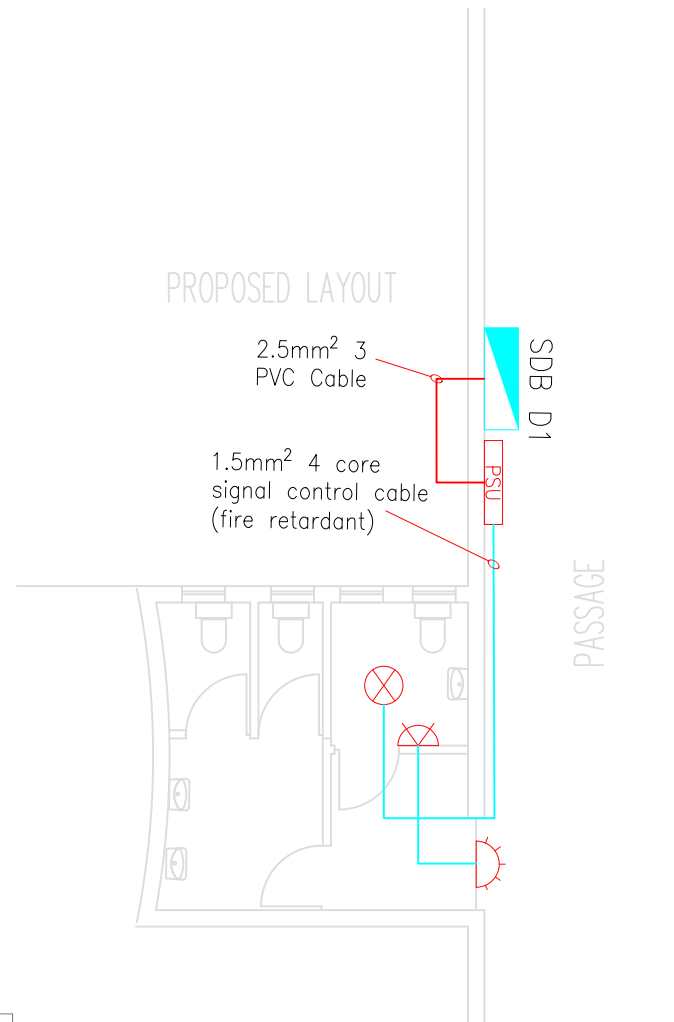 PROPOSED LAYOUT
2.5mm² 3
PVC Cable
SDB D1
1.5mm² 4 core
signal control cable
(fire retardant)
PSU
PASSAGE